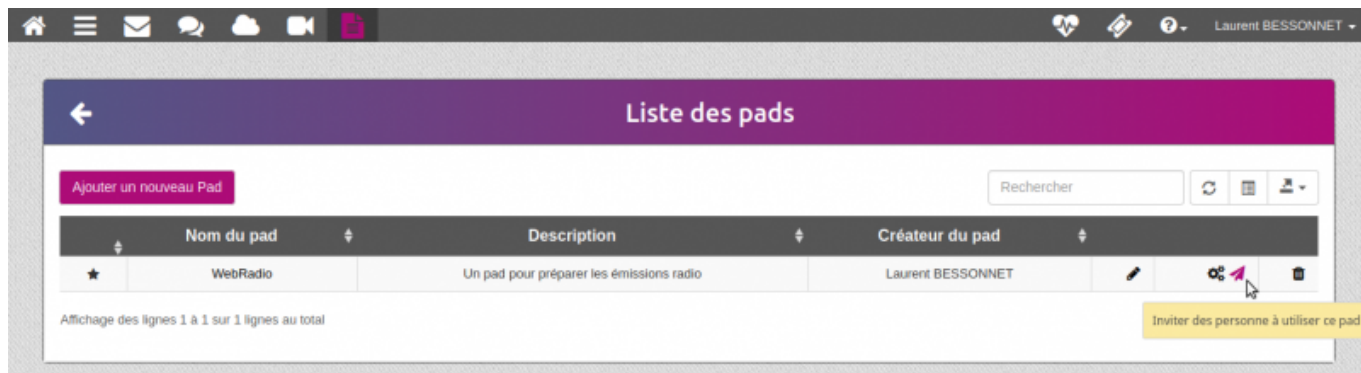 Laurent BESSONNET
Liste des pads
Ajouter un nouveau Pad
Rechercher
Nom du pad Description Créateur du pad
WebRadio Un pad pour préparer les émissions radio Laurent BESSONNET
Affichage des lignes 1 à 1 sur 1 lignes au total
Inviter des personne à utiliser ce pad